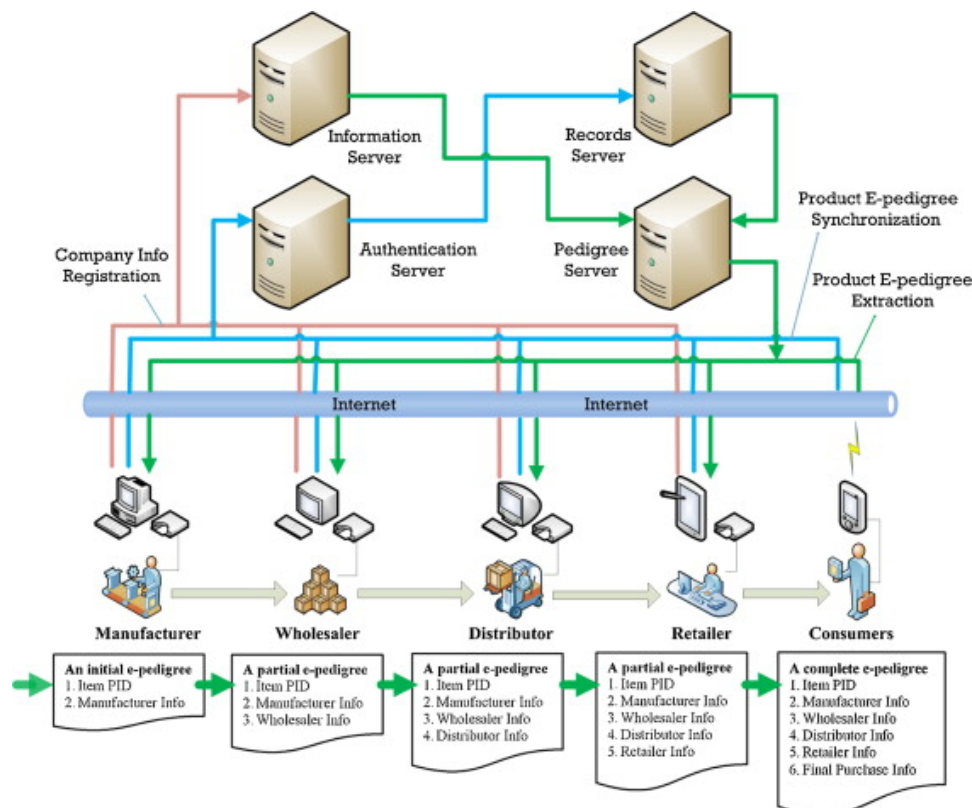 Information
Server
Records
Server
Authentication
Server
Pedigree
Server
Product E-pedigree
Synchronization
Company Info
Registration
Product E-pedigree
Extraction
Internet
Internet
Manufacturer
Wholesaler
Distributor
Retailer
Consumers
An initial e-pedigree
1. Item PID
2. Manufacturer Info
A partial e-pedigree
1. Item PID
2. Manufacturer Info
3. Wholesaler Info
A partial e-pedigree
1. Item PID
2. Manufacturer Info
3. Wholesaler Info
4. Distributor Info
A partial e-pedigree
1. Item PID
2. Manufacturer Info
3. Wholesaler Info
4. Distributor Info
5. Retailer Info
A complete e-pedigree
1. Item PID
2. Manufacturer Info
3. Wholesaler Info
4. Distributor Info
5. Retailer Info
6. Final Purchase Info